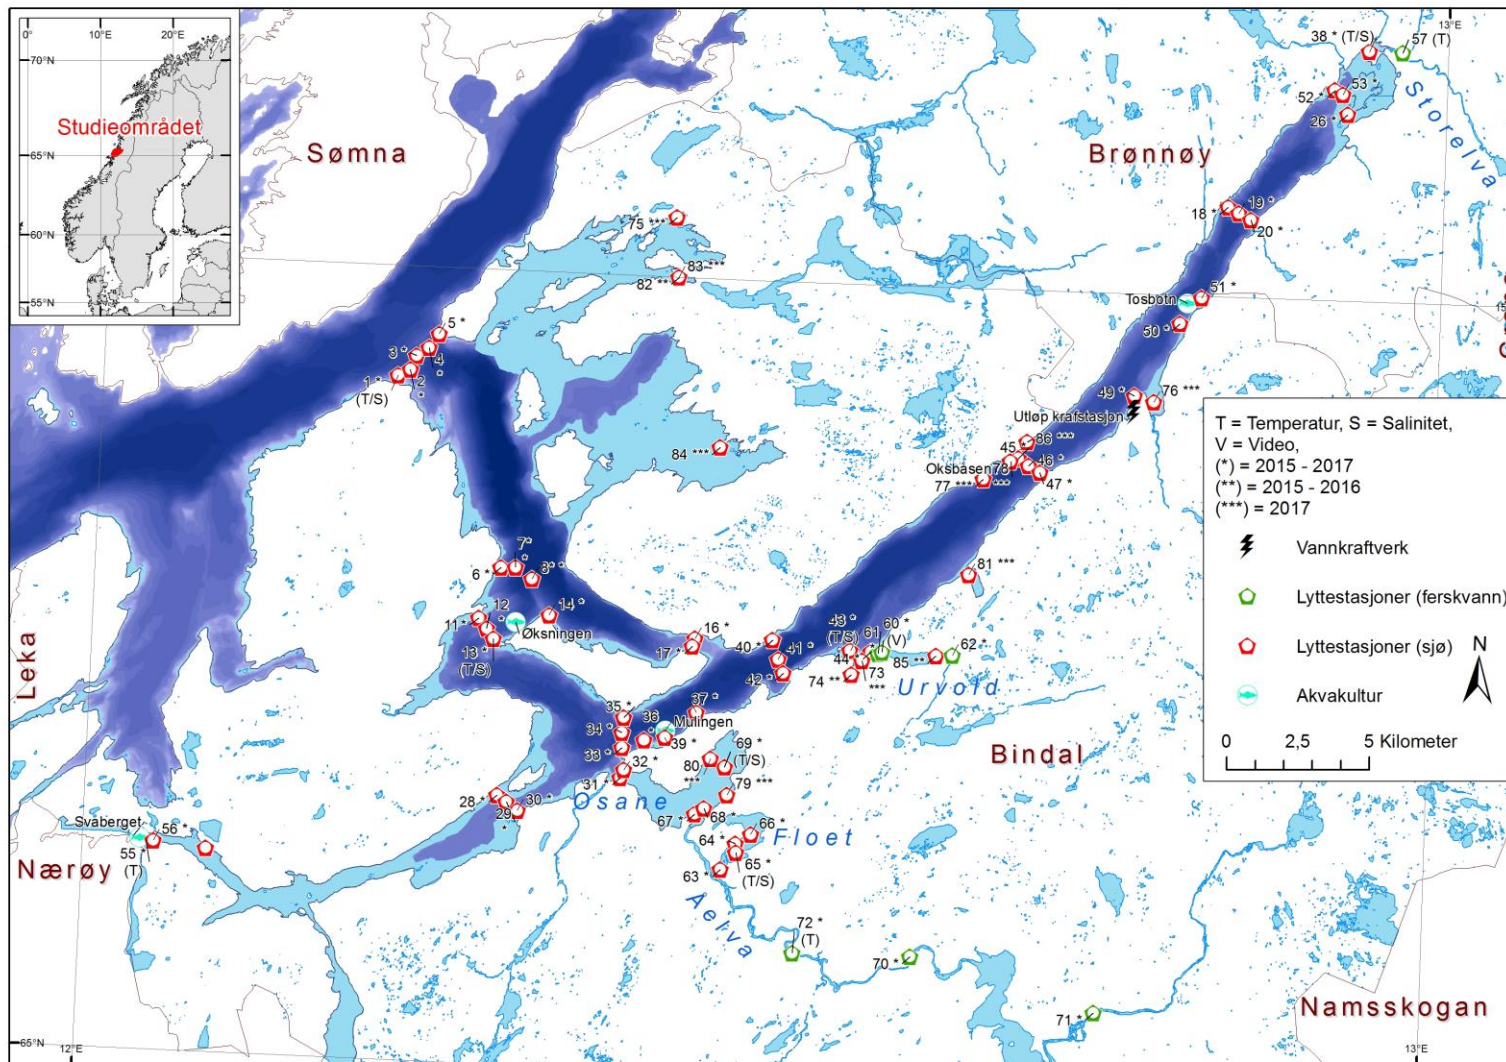 0°
10°E
20°E
70°N
65°N
60°N
55°N
Studieområdet
Sømna
Brønnøy
13°E
38 * (T/S)
57 (T)
53 *
52 *
26 *
Storelva
18 *
19 *
20 *
75 ***
83 ***
82 **
Tosbotn
51 *
50 *
5 *
3 *
4
*
1 *
(T/S)
2
*
49 *
76 ***
Utløp krafstasjon
84 ***
86 ***
45 *
46 *
Oksbåsen
78
***
77 ***
47 *
T = Temperatur, S = Salinitet,
V = Video,
(*) = 2015 - 2017
(**) = 2015 - 2016
(***) = 2017
Vannkraftverk
Lyttestasjoner (ferskvann)
Lyttestasjoner (sjø)
Akvakultur
N
0
2,5
5 Kilometer
7*
*
6 *
8* *
81 ***
11 *
12
*
14 *
Øksningen
13 *
(T/S)
16 *
17 *
40 *
41 *
42 *
43 *
(T/S)
61
60 *
(V)
62 *
44
85 **
73
***
74 **
Urvold
Leka
35 *
36
*
37 *
Mulingen
34 *
33 *
39 *
69 *
(T/S)
80
***
32 *
31 *
79 ***
Bindal
28 *
29
*
30 *
Osane
67 *
68 *
66 *
Floet
64 *
65 *
(T/S)
63 *
Svaberget
56 *
55 *
(T)
Nærøy
Åelva
72 *
(T)
70 *
71 *
Namsskogan
65°N
12°E
13°E